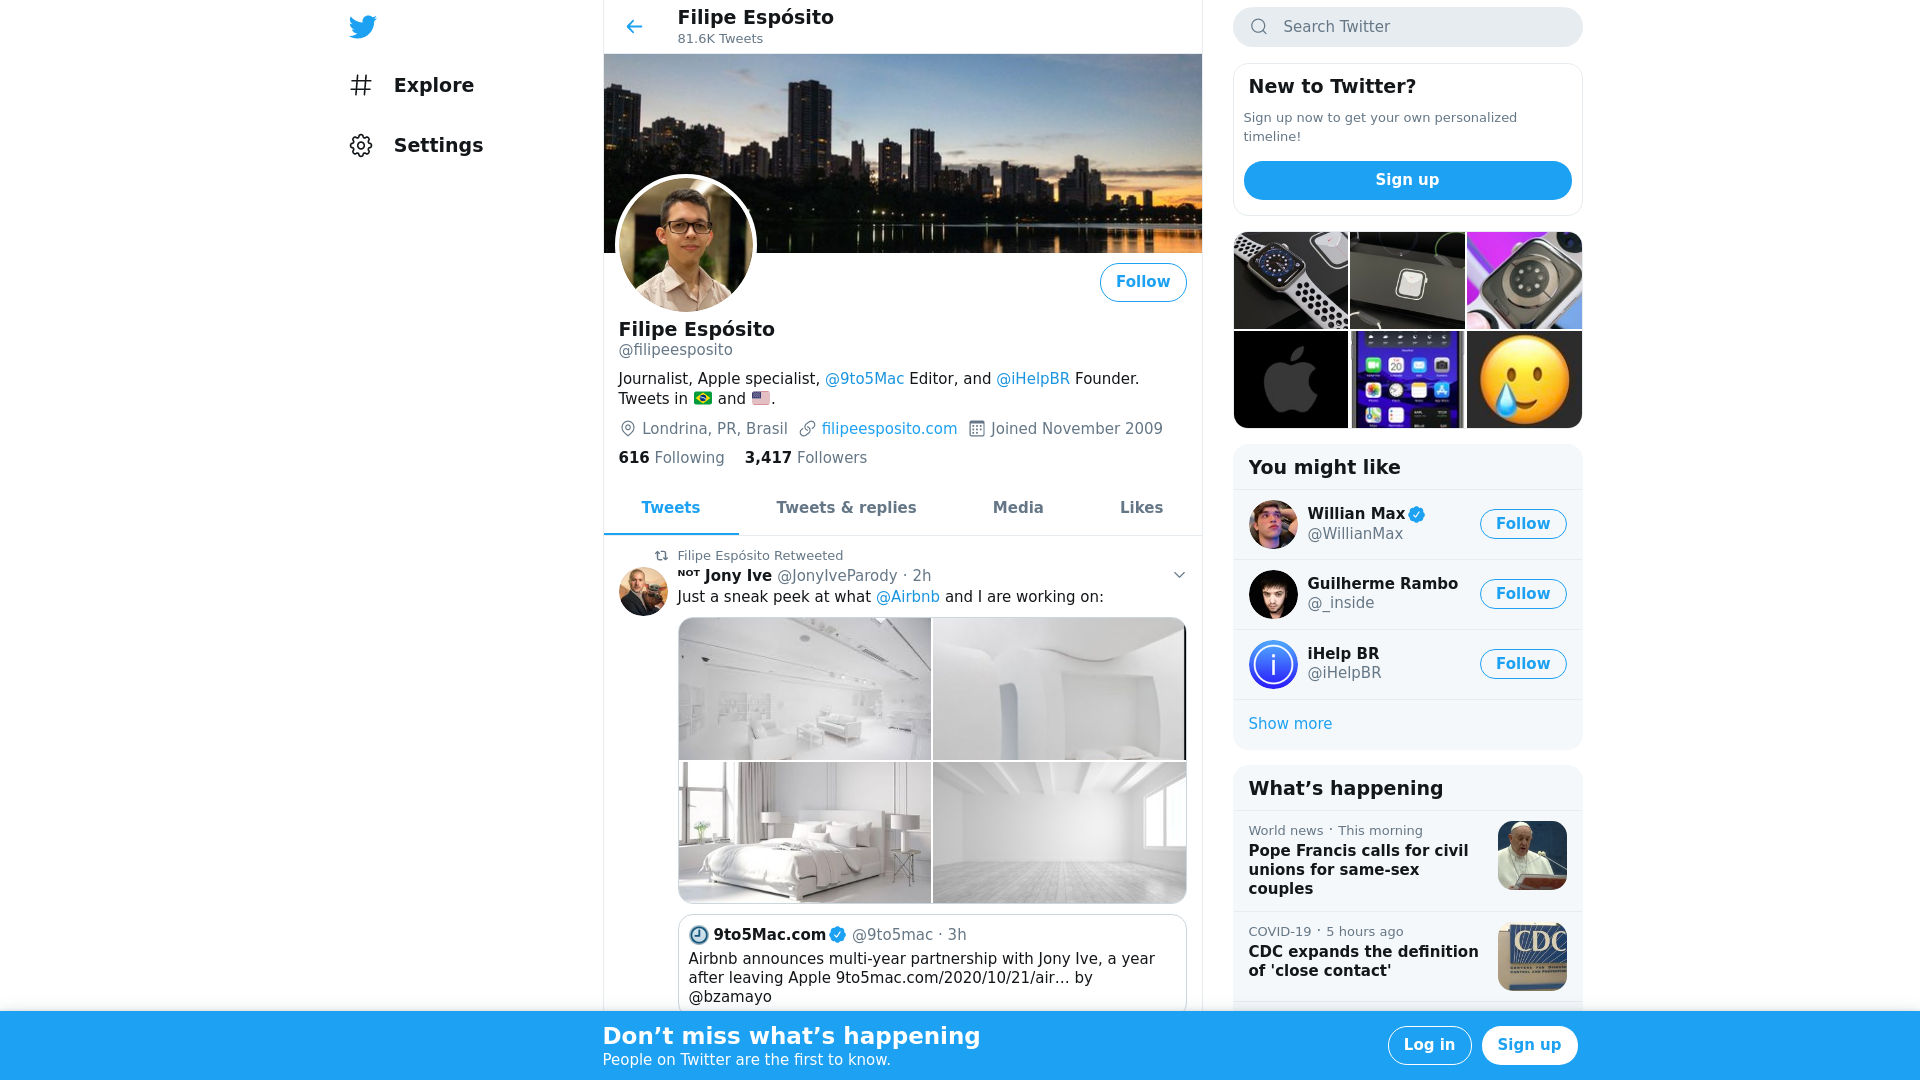 Explore
Settings
Filipe Espósito
81.6K Tweets
Follow
Filipe Espósito
@filipeesposito
Journalist, Apple specialist, @9to5Mac Editor, and @iHelpBR Founder.
Tweets in 🇧🇷 and 🇺🇸.
Londrina, PR, Brasil filipeesposito.com Joined November 2009
616 Following 3,417 Followers
Tweets Tweets & replies Media Likes
Filipe Espósito Retweeted
ᴺᴼᵀ Jony Ive @JonyIveParody · 2h
Just a sneak peek at what @Airbnb and I are working on:
9to5Mac.com @9to5mac · 3h
Airbnb announces multi-year partnership with Jony Ive, a year
after leaving Apple 9to5mac.com/2020/10/21/air… by
@bzamayo
Search Twitter
New to Twitter?
Sign up now to get your own personalized
timeline!
Sign up
You might like
Willian Max
@WillianMax
Follow
Guilherme Rambo
@_inside
Follow
iHelp BR
@iHelpBR
Follow
Show more
What’s happening
World news · This morning
Pope Francis calls for civil
unions for same-sex
couples
COVID-19 · 5 hours ago
CDC expands the definition
of 'close contact'
CDC
Don’t miss what’s happening
People on Twitter are the first to know.
Log in
Sign up